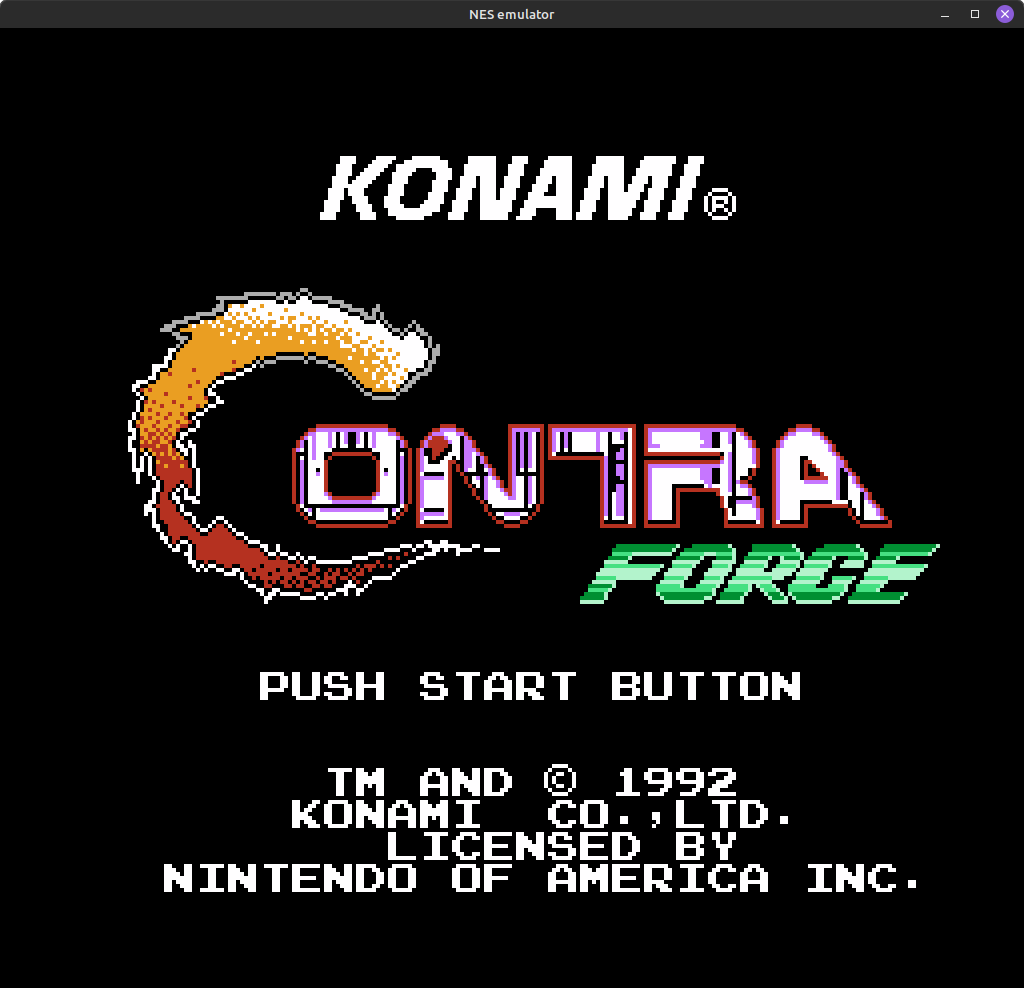 NES emulator
KONAMI®
CONTRA
FORCE
PUSH START BUTTON
TM AND © 1992
KONAMI CO.,LTD.
LICENSED BY
NINTENDO OF AMERICA INC.